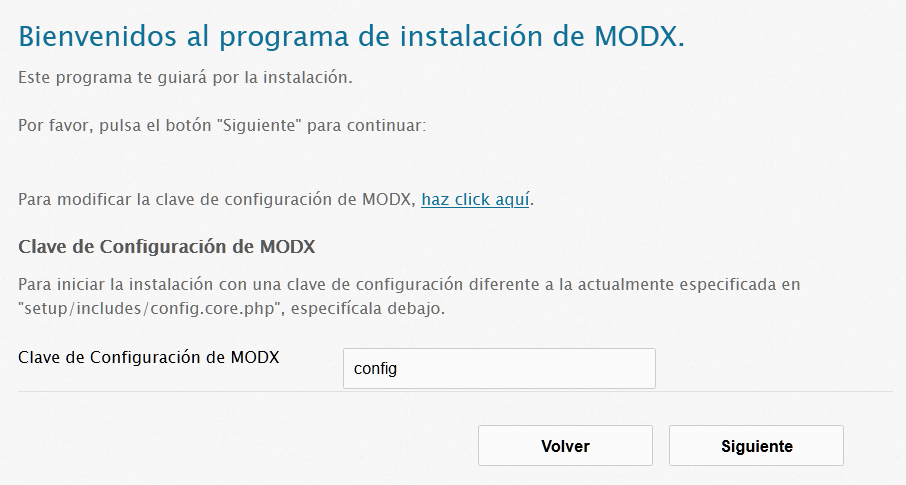 Bienvenidos al programa de instalación de MODX.
Este programa te guiará por la instalación.
Por favor, pulsa el botón "Siguiente" para continuar:
Para modificar la clave de configuración de MODX, haz click aquí.
Clave de Configuración de MODX
Para iniciar la instalación con una clave de configuración diferente a la actualmente especificada en
"setup/includes/config.core.php", especifícala debajo.
Clave de Configuración de MODX
config
Volver
Siguiente